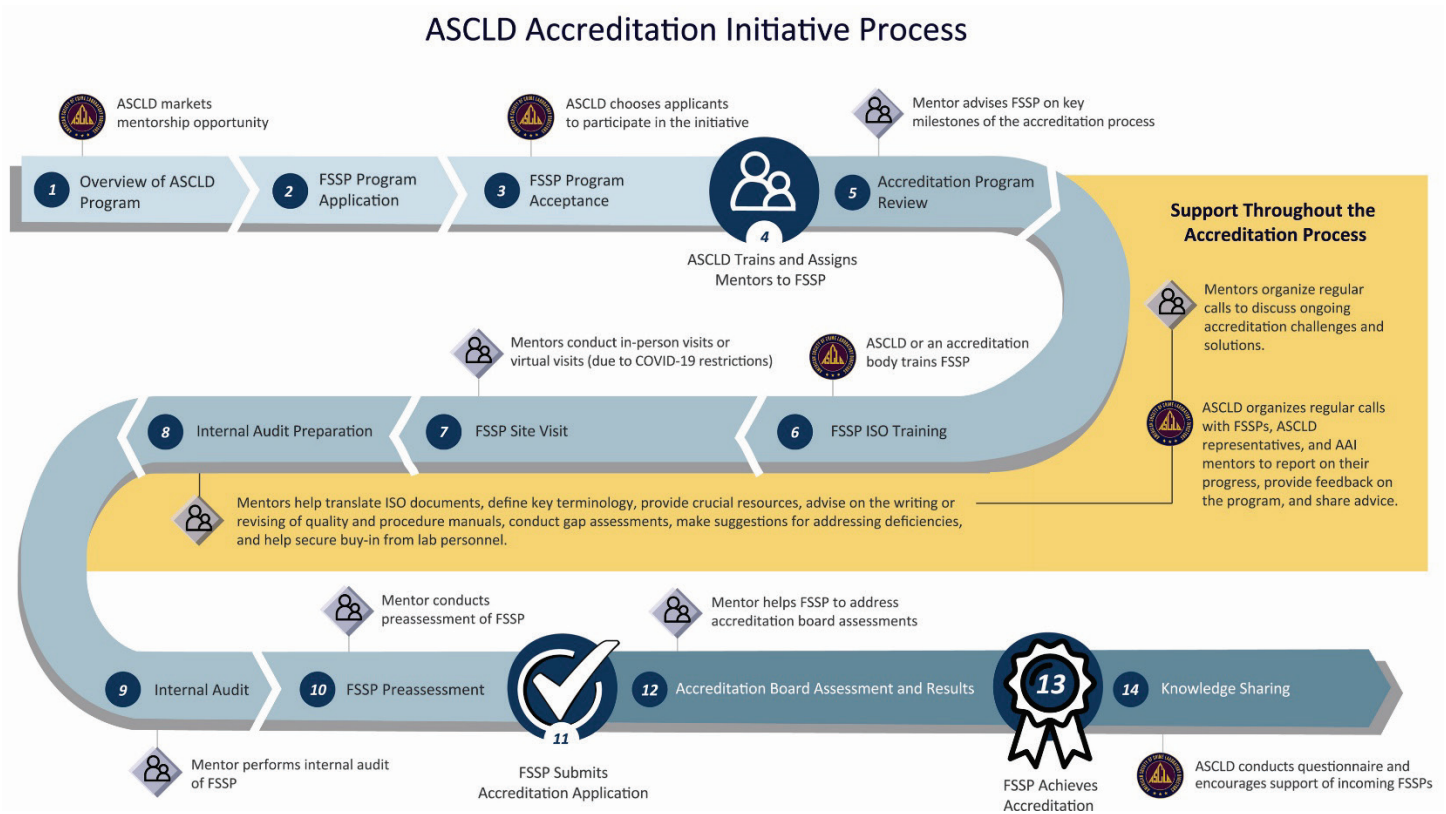 ASCLD Accreditation Initiative Process
ASCLD markets
mentorship opportunity
ASCLD chooses applicants
to participate in the initiative
Mentor advises FSSP on key
milestones of the accreditation process
1
Overview of ASCLD
Program
2
FSSP Program
Application
3
FSSP Program
Acceptance
4
ASCLD Trains and Assigns
Mentors to FSSP
5
Accreditation Program
Review
Support Throughout the
Accreditation Process
Mentors organize regular
calls to discuss ongoing
accreditation challenges and
solutions.
ASCLD organizes regular calls
with FSSPs, ASCLD
representatives, and AAI
mentors to report on their
progress, provide feedback on
the program, and share advice.
ASCLD or an accreditation
body trains FSSP
6
FSSP ISO Training
Mentors conduct in-person visits or
virtual visits (due to COVID-19 restrictions)
7
FSSP Site Visit
8
Internal Audit Preparation
Mentors help translate ISO documents, define key terminology, provide crucial resources, advise on the writing or
revising of quality and procedure manuals, conduct gap assessments, make suggestions for addressing deficiencies,
and help secure buy-in from lab personnel.
9
Internal Audit
Mentor performs internal audit
of FSSP
Mentor conducts
preassessment of FSSP
10
FSSP Preassessment
11
FSSP Submits
Accreditation Application
Mentor helps FSSP to address
accreditation board assessments
12
Accreditation Board Assessment and Results
13
FSSP Achieves
Accreditation
14
Knowledge Sharing
ASCLD conducts questionnaire and
encourages support of incoming FSSPs